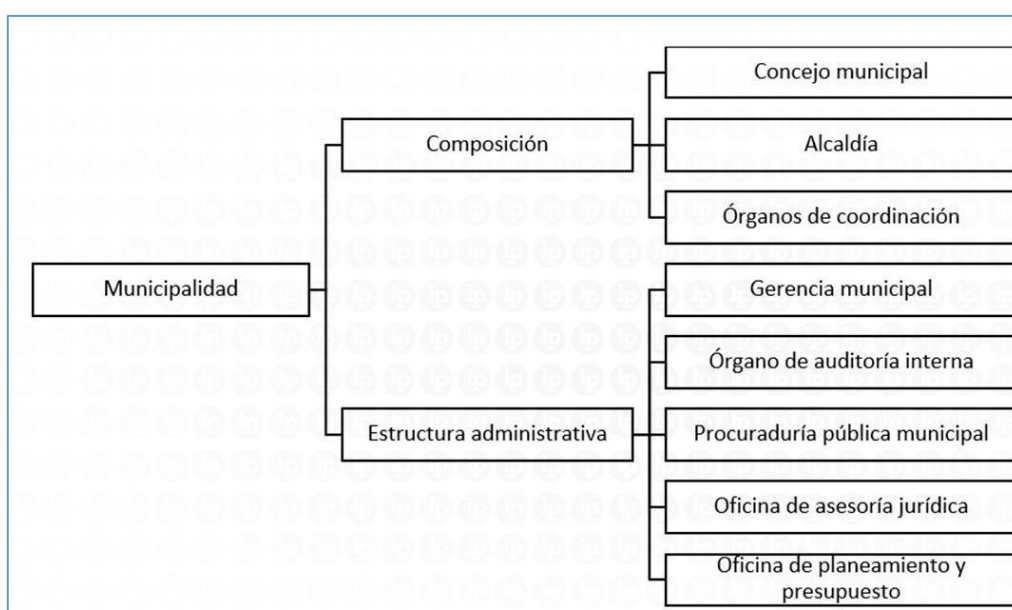 Municipalidad
Composición
Concejo municipal
Alcaldía
Órganos de coordinación
Estructura administrativa
Gerencia municipal
Órgano de auditoría interna
Procuraduría pública municipal
Oficina de asesoría jurídica
Oficina de planeamiento y
presupuesto